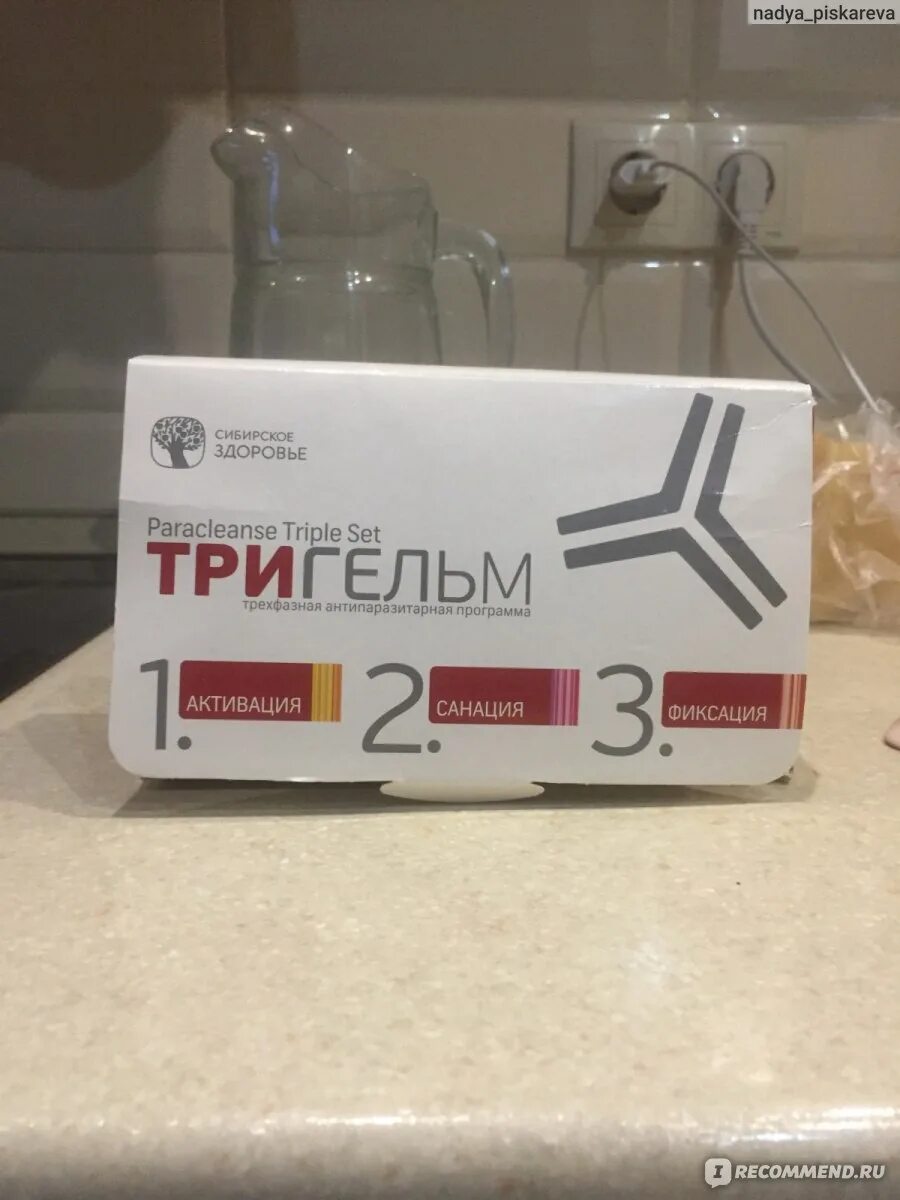 nadya_piskareva
СИБИРСКОЕ
ЗДОРОВЬЕ
Paracleanse Triple Set
ТРИГЕЛЬМ
трехфазная антипаразитарная программа
1. АКТИВАЦИЯ 2. САНАЦИЯ 3. ФИКСАЦИЯ
I RECOMMEND.RU